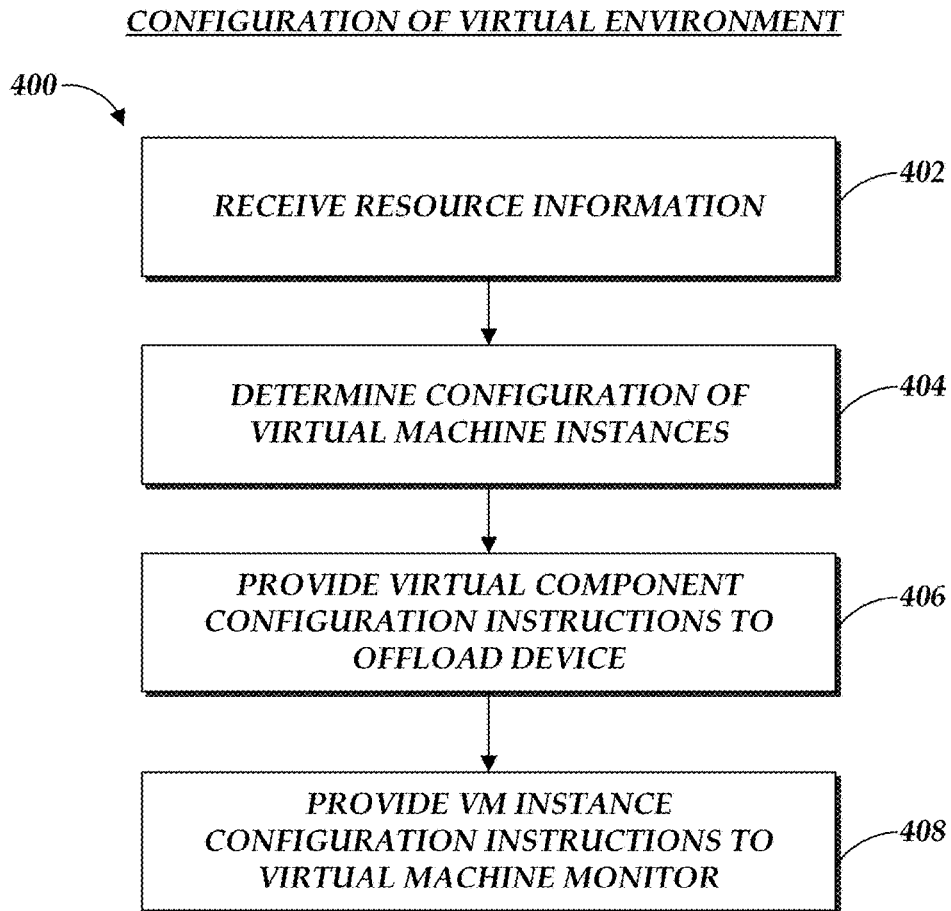 CONFIGURATION OF VIRTUAL ENVIRONMENT
400
RECEIVE RESOURCE INFORMATION
402
DETERMINE CONFIGURATION OF
VIRTUAL MACHINE INSTANCES
404
PROVIDE VIRTUAL COMPONENT
CONFIGURATION INSTRUCTIONS TO
OFFLOAD DEVICE
406
PROVIDE VM INSTANCE
CONFIGURATION INSTRUCTIONS TO
VIRTUAL MACHINE MONITOR
408